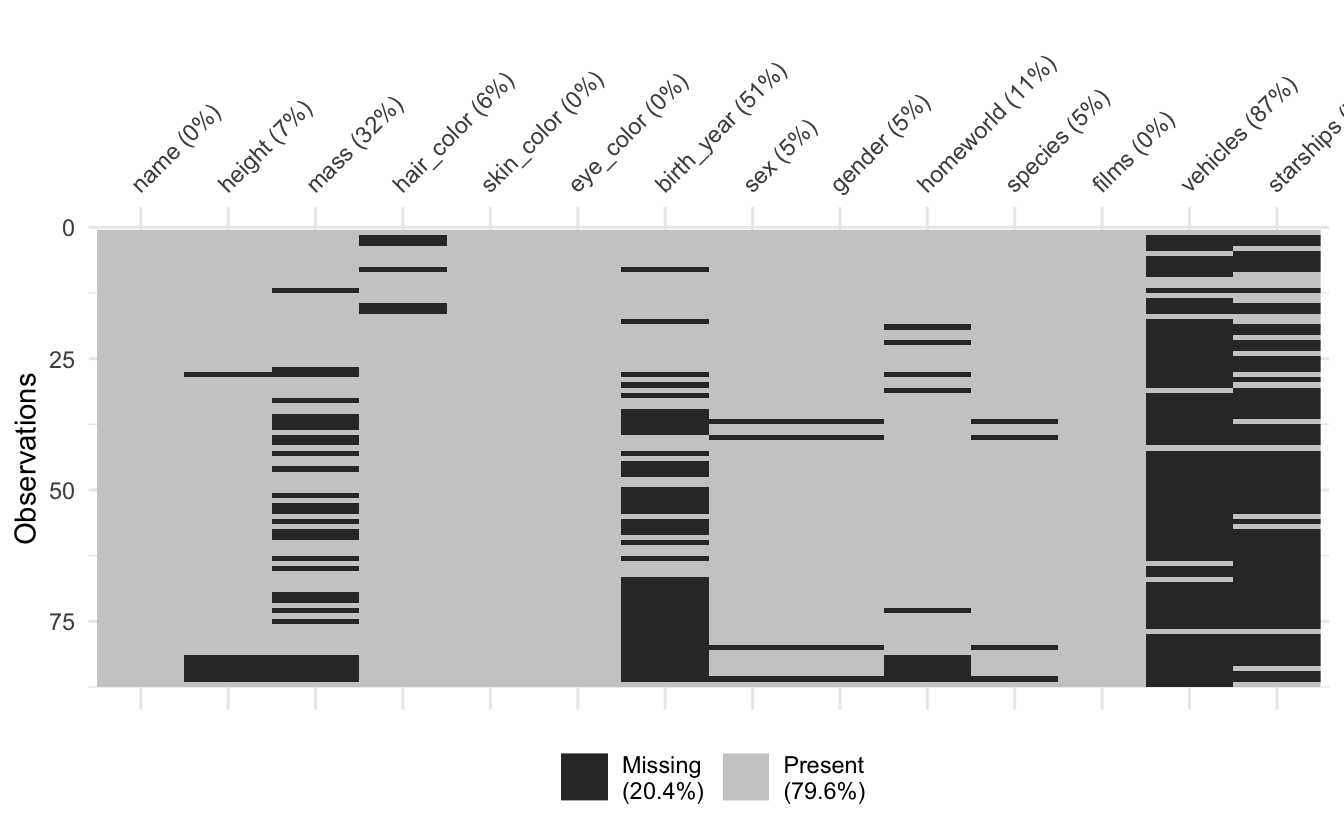 name (0%)
height (7%)
mass (32%)
hair_color (6%)
skin_color (0%)
eye_color (0%)
birth_year (51%)
sex (5%)
gender (5%)
homeworld (11%)
species (5%)
films (0%)
vehicles (87%)
starships (
0
25
50
75
Observations
Missing
(20.4%)
Present
(79.6%)